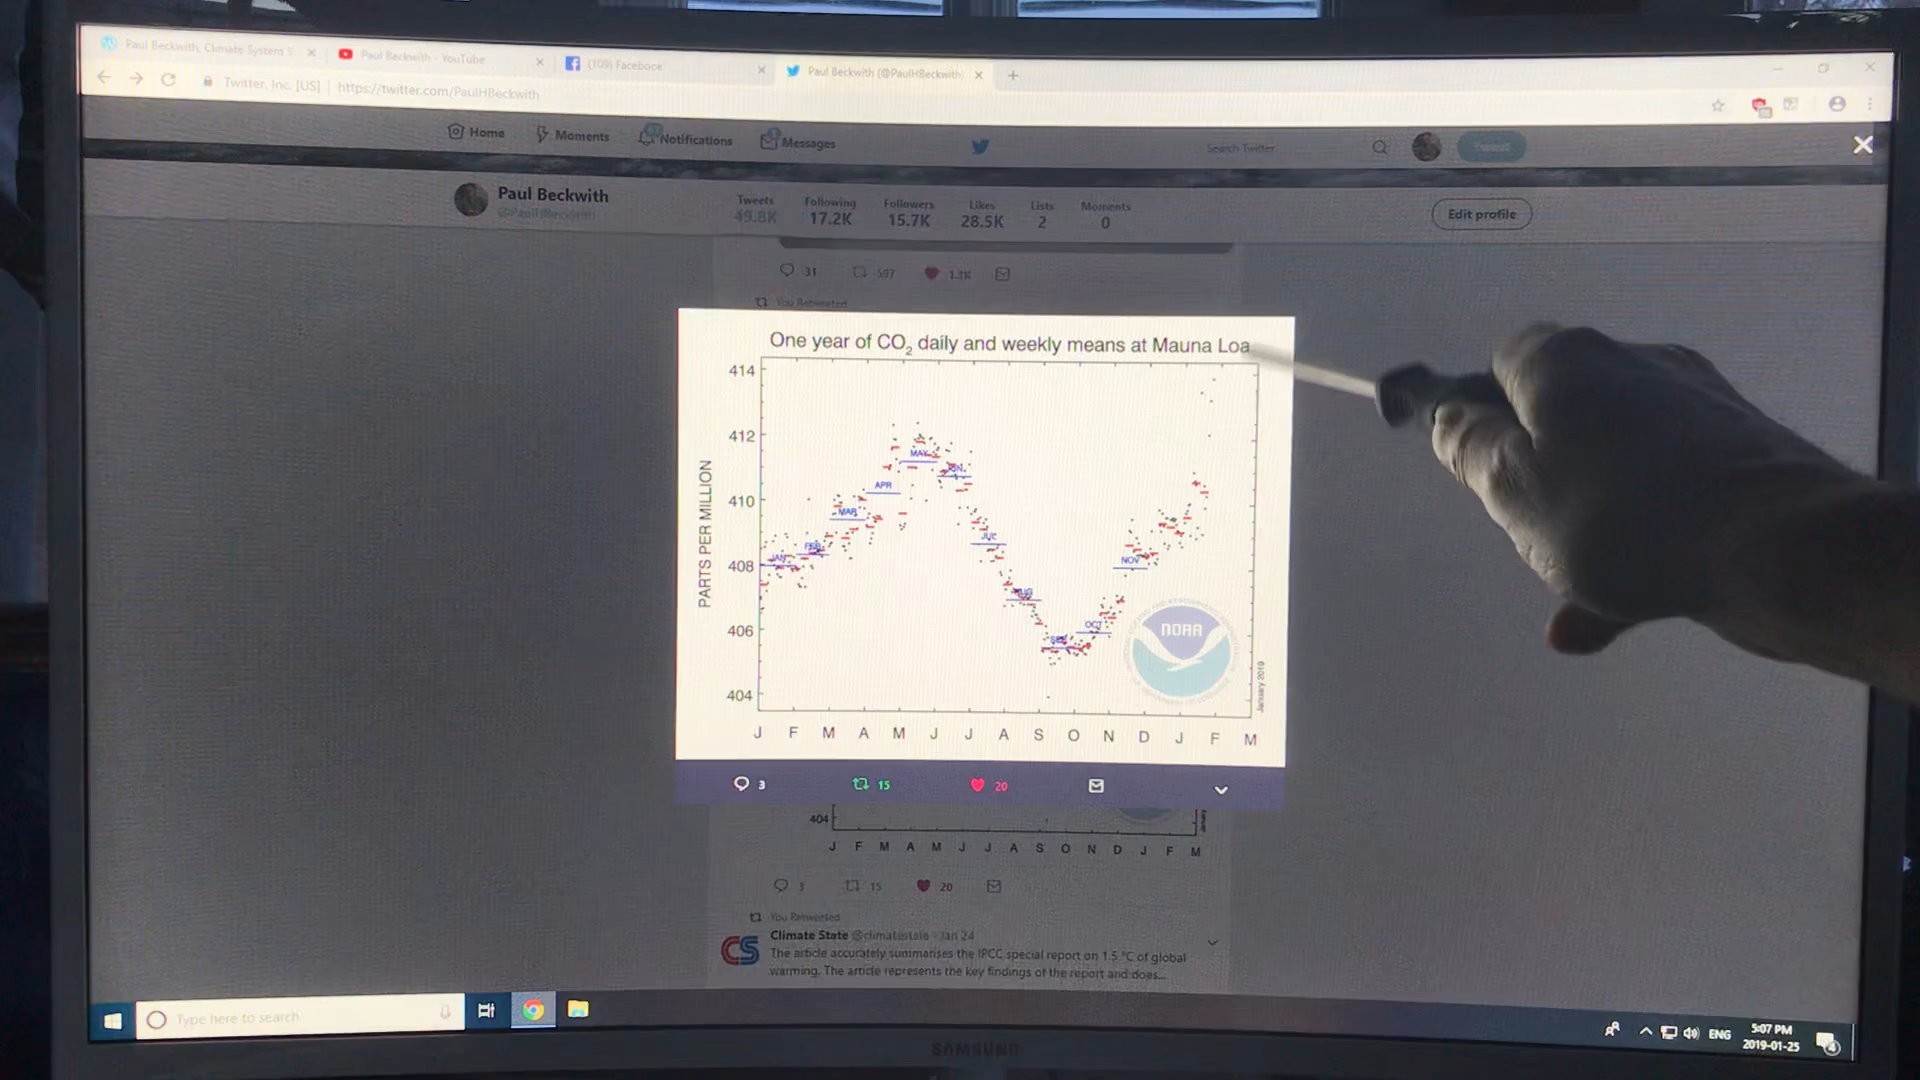 Paul Beckwith, Climate System S
Paul Beckwith - YouTube
(109) Facebook
Paul Beckwith (@PaulHBeckwith)
Twitter, Inc. [US] | https://twitter.com/PaulHBeckwith
Home
Moments
Notifications
Messages
Search Twitter
Tweet
Paul Beckwith
@PaulHBeckwith
Tweets
49.8K
Following
17.2K
Followers
15.7K
Likes
28.5K
Lists
2
Moments
0
Edit profile
31
597
You Retweeted
One year of CO2 daily and weekly means at Mauna Loa
414
412
410
408
406
404
PARTS PER MILLION
JAN
FEB
MAR
APR
MAY
JUN
JUL
AUG
SEP
OCT
NOV
NOAA
January 2019
J F M A M J J A S O N D J F M
3 15 20
404
J F M A M J J A S O N D J F M
3 15 20
You Retweeted
Climate State @climatestate · Jan 24
The article accurately summarises the IPCC special report on 1.5 °C of global
warming. The article represents the key findings of the report and does...
Type here to search
ENG
5:07 PM
2019-01-25
4
SAMSUNG